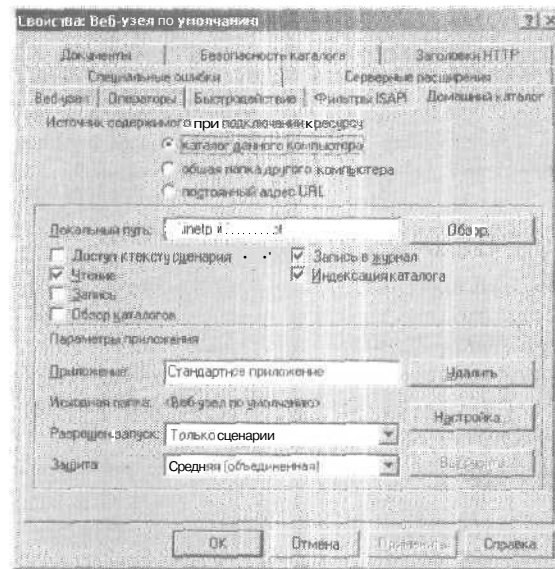 Свойства: Веб-узел по умолчанию
Документы Безопасность каталога Заголовки HTTP
Специальные ошибки Серверные расширения
Веб-узел Операторы Быстродействие Фильтры ISAPI Домашний каталог
Источник содержимого при подключении к ресурсу
каталог данного компьютера
общая папка другого компьютера
постоянный адрес URL
Локальный путь: Обзор.
Доступ к тексту сценария Запись в журнал
Чтение Индексация каталога
Запись
Обзор каталогов
Параметры приложения
Приложение: Стандартное приложение Удалить
Исходная папка: <Веб-узел по умолчанию>
Настройка.
Разрешен запуск: Только сценарии
Защита Средняя (объединенная) Выгрузить
OK Отмена Применить Справка